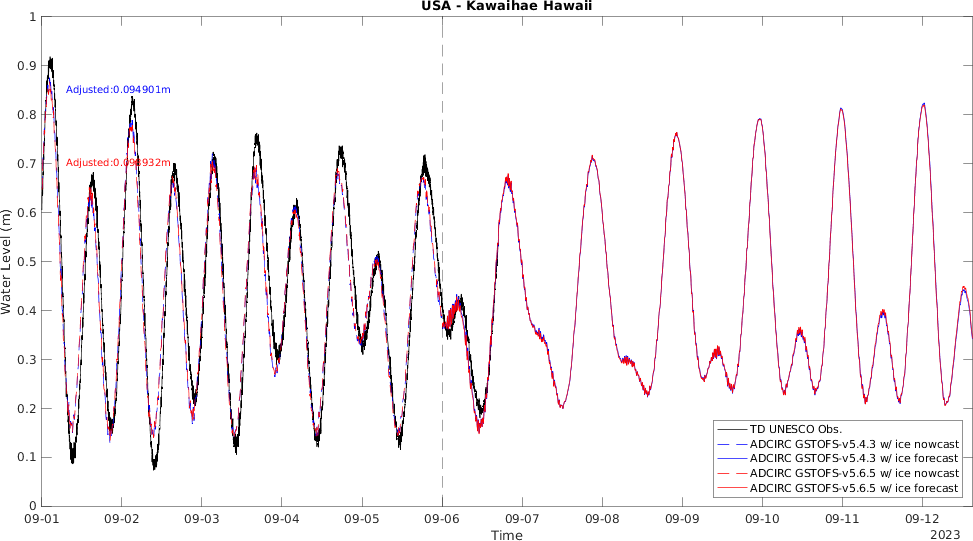 USA - Kawaihae Hawaii
1
0.9
0.8
0.7
0.6
0.5
0.4
0.3
0.2
0.1
0
Water Level (m)
Adjusted:0.094901m
Adjusted:0.098932m
TD UNESCO Obs.
ADCIRC GSTOFS-v5.4.3 w/ ice nowcast
ADCIRC GSTOFS-v5.4.3 w/ ice forecast
ADCIRC GSTOFS-v5.6.5 w/ ice nowcast
ADCIRC GSTOFS-v5.6.5 w/ ice forecast
09-01 09-02 09-03 09-04 09-05 09-06 09-07 09-08 09-09 09-10 09-11 09-12
Time
2023